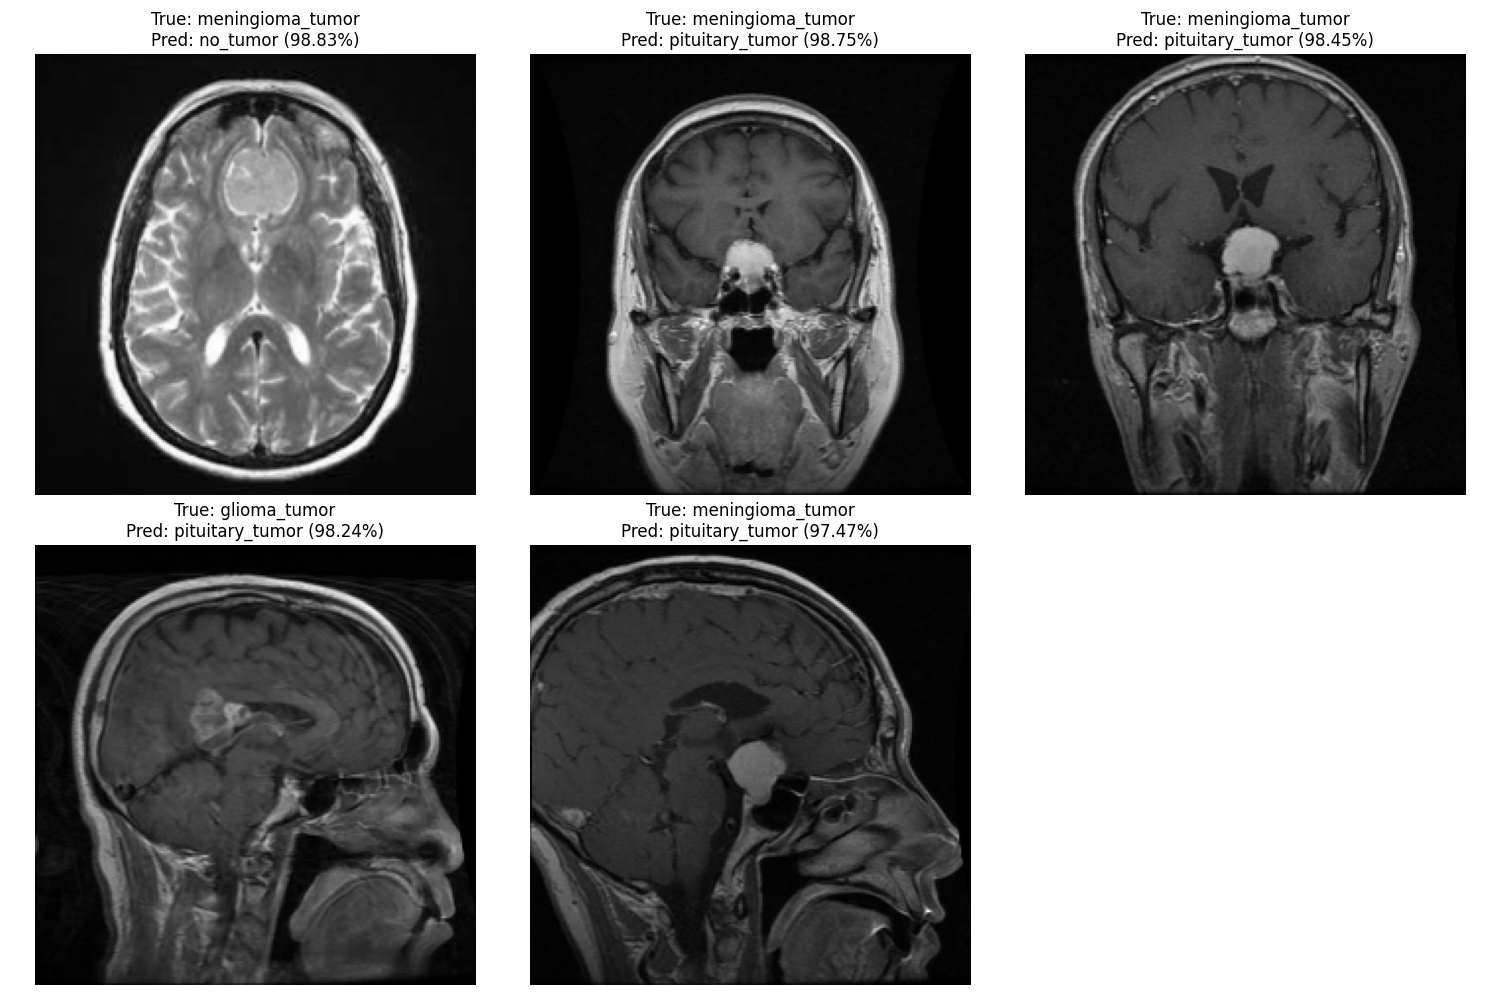 True: meningioma_tumor
Pred: no_tumor (98.83%)
True: meningioma_tumor
Pred: pituitary_tumor (98.75%)
True: meningioma_tumor
Pred: pituitary_tumor (98.45%)
True: glioma_tumor
Pred: pituitary_tumor (98.24%)
True: meningioma_tumor
Pred: pituitary_tumor (97.47%)